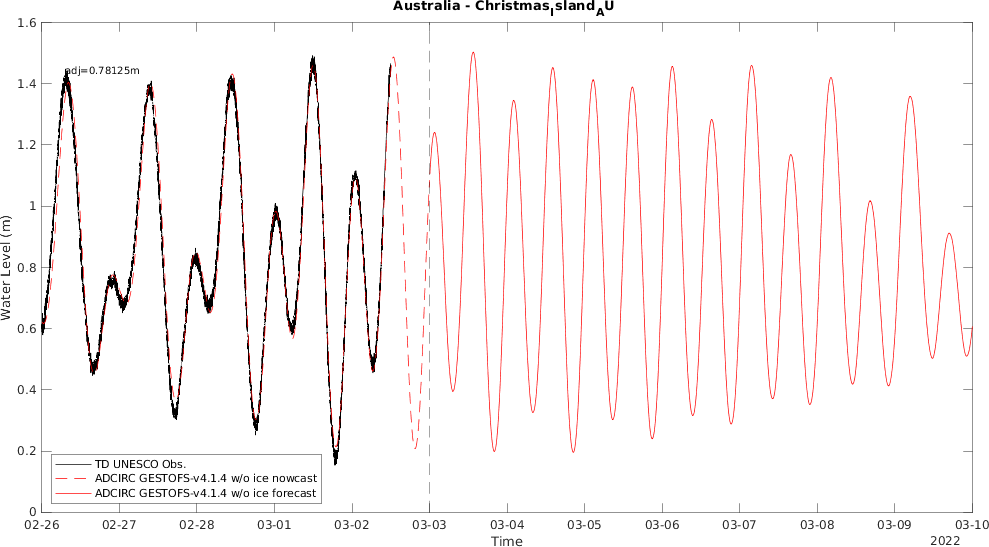 Australia - Christmas_Island_AU
1.6
1.4
adj=0.78125m
1.2
1
0.8
0.6
0.4
0.2
0
Water Level (m)
TD UNESCO Obs.
ADCIRC GESTOFS-v4.1.4 w/o ice nowcast
ADCIRC GESTOFS-v4.1.4 w/o ice forecast
02-26 02-27 02-28 03-01 03-02 03-03 03-04 03-05 03-06 03-07 03-08 03-09 03-10
Time
2022